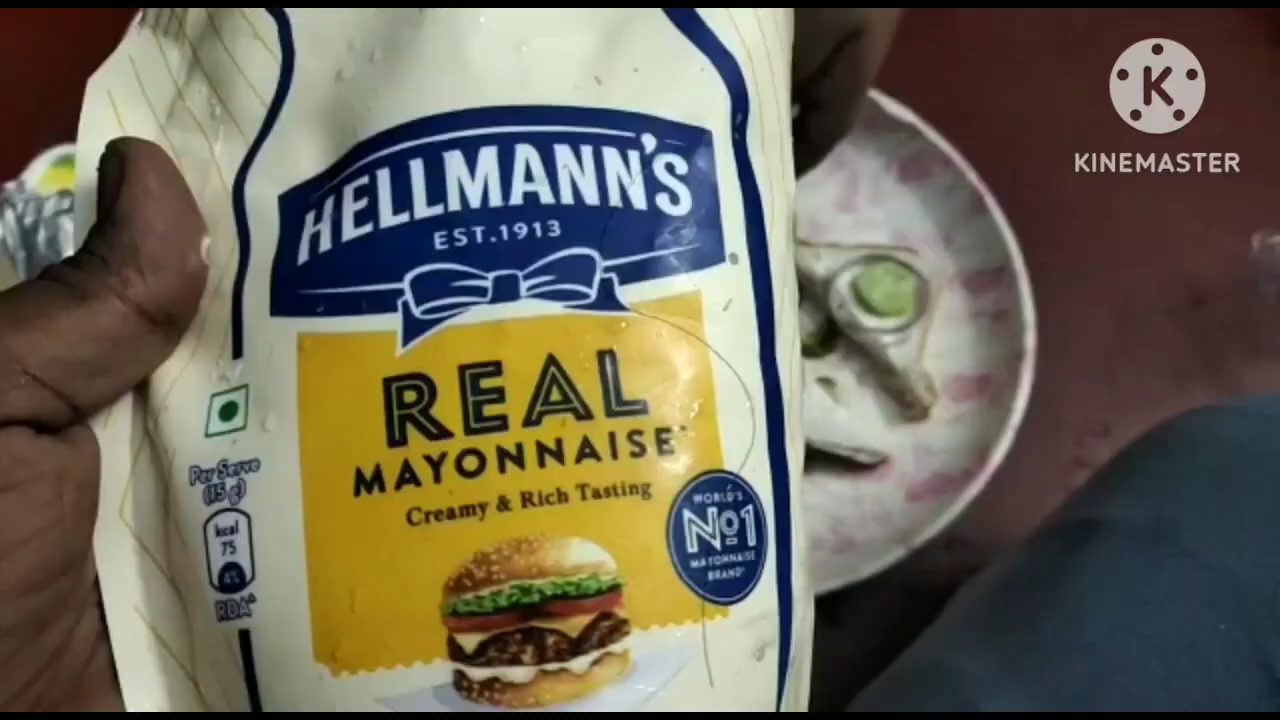 K
KINEMASTER
HELLMANN'S
EST.1913
REAL
MAYONNAISE
Creamy & Rich Tasting
WORLD'S
No1
MAYONNAISE
BRAND*
Per Serve
(15 g)
kcal
75
4%
RDA^